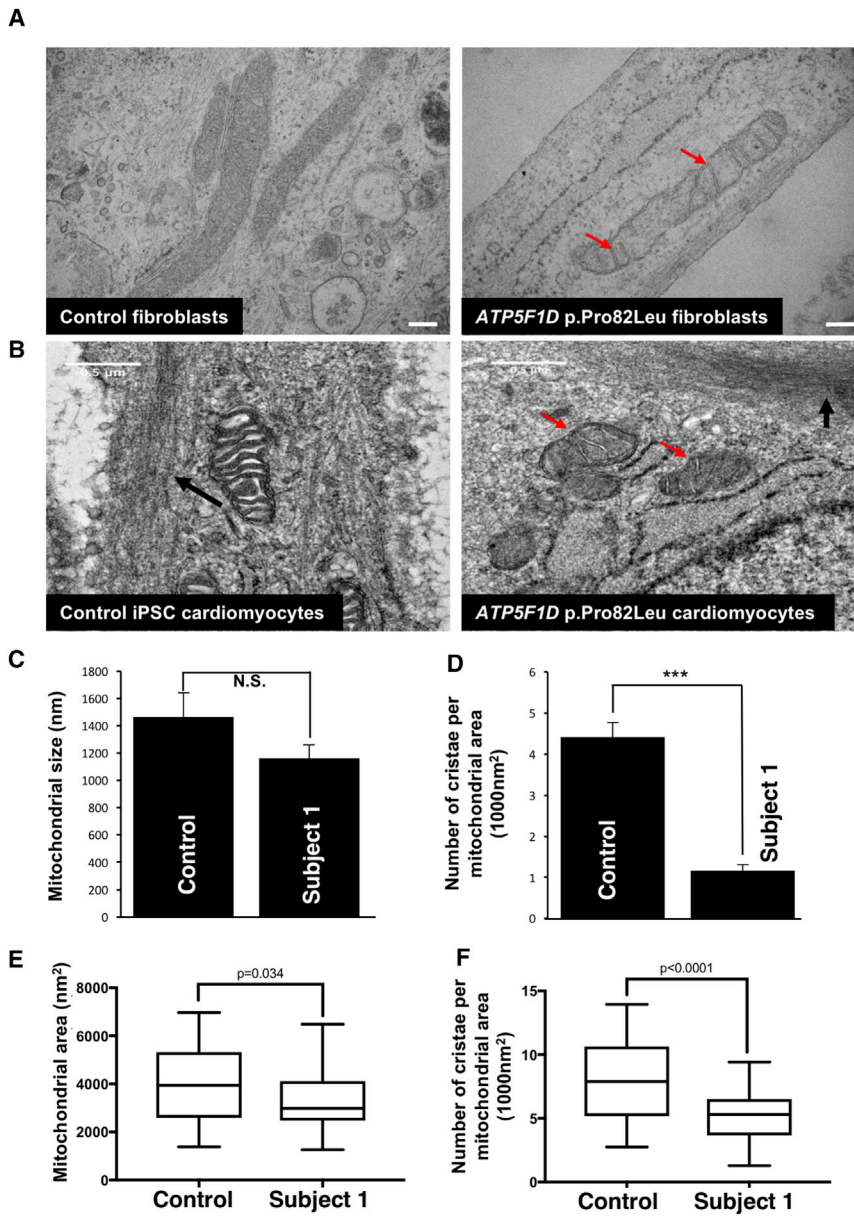 A
Control fibroblasts
ATP5F1D p.Pro82Leu fibroblasts
B
0.5 µm
0.5 µm
Control iPSC cardiomyocytes
ATP5F1D p.Pro82Leu cardiomyocytes
C
Mitochondrial size (nm)
1800
1600
1400
1200
1000
800
600
400
200
0
N.S.
Control
Subject 1
D
Number of cristae per
mitochondrial area
(1000nm²)
6
5
4
3
2
1
0
***
Control
Subject 1
E
Mitochondrial area (nm²)
8000
6000
4000
2000
0
p=0.034
Control
Subject 1
F
Number of cristae per
mitochondrial area
(1000nm²)
15
10
5
0
p<0.0001
Control
Subject 1